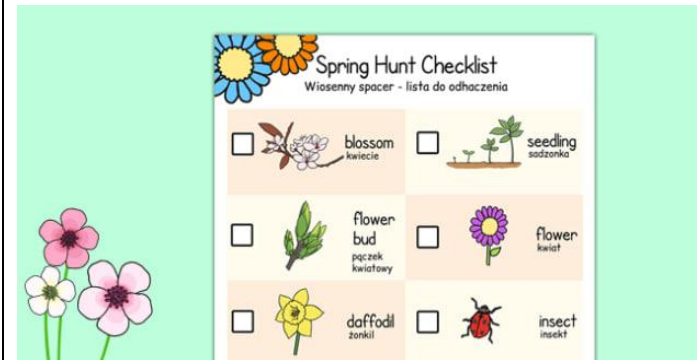 Spring Hunt Checklist
Wiosenny spacer - lista do odhaczenia
blossom
kwiecie
seedling
sadzonka
flower
bud
pączek
kwiatowy
flower
kwiat
daffodil
żonkil
insect
insekt